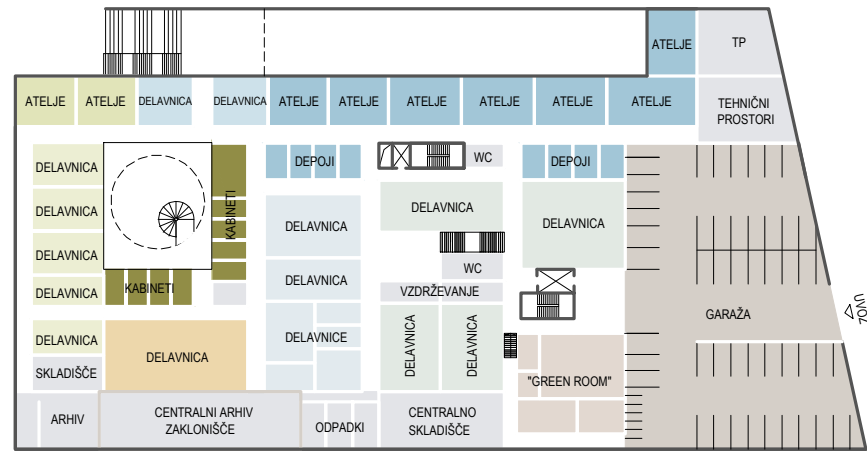 ATELJE
TP
ATELJE
ATELJE
DELAVNICA
DELAVNICA
ATELJE
ATELJE
ATELJE
ATELJE
ATELJE
ATELJE
TEHNIČNI
PROSTORI
DELAVNICA
DEPOJI
WC
DEPOJI
DELAVNICA
KABINETI
DELAVNICA
DELAVNICA
DELAVNICA
DELAVNICA
DELAVNICA
WC
DELAVNICA
DELAVNICA
KABINETI
VZDRŽEVANJE
UVOZ
GARAŽA
DELAVNICA
DELAVNICE
DELAVNICA
DELAVNICA
DELAVNICA
SKLADIŠČE
"GREEN ROOM"
ARHIV
CENTRALNI ARHIV
ZAKLONIŠČE
ODPADKI
CENTRALNO
SKLADIŠČE